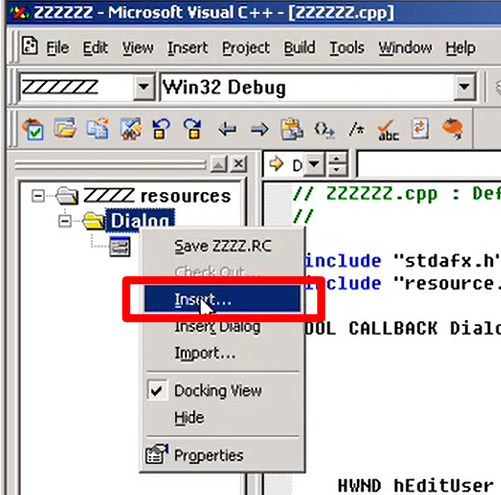 ZZZZZZ - Microsoft Visual C++ - [ZZZZZZ.cpp]
File Edit View Insert Project Build Tools Window Help
ZZZZZZ Win32 Debug
/* abc
D
ZZZZ resources
Dialog
Save ZZZZ.RC
Check Out...
Insert...
Insert Dialog
Import...
Docking View
Hide
Properties
// ZZZZZZ.cpp : Def
//
include "stdafx.h"
include "resource.
OOL CALLBACK Dialo
HWND hEditUser